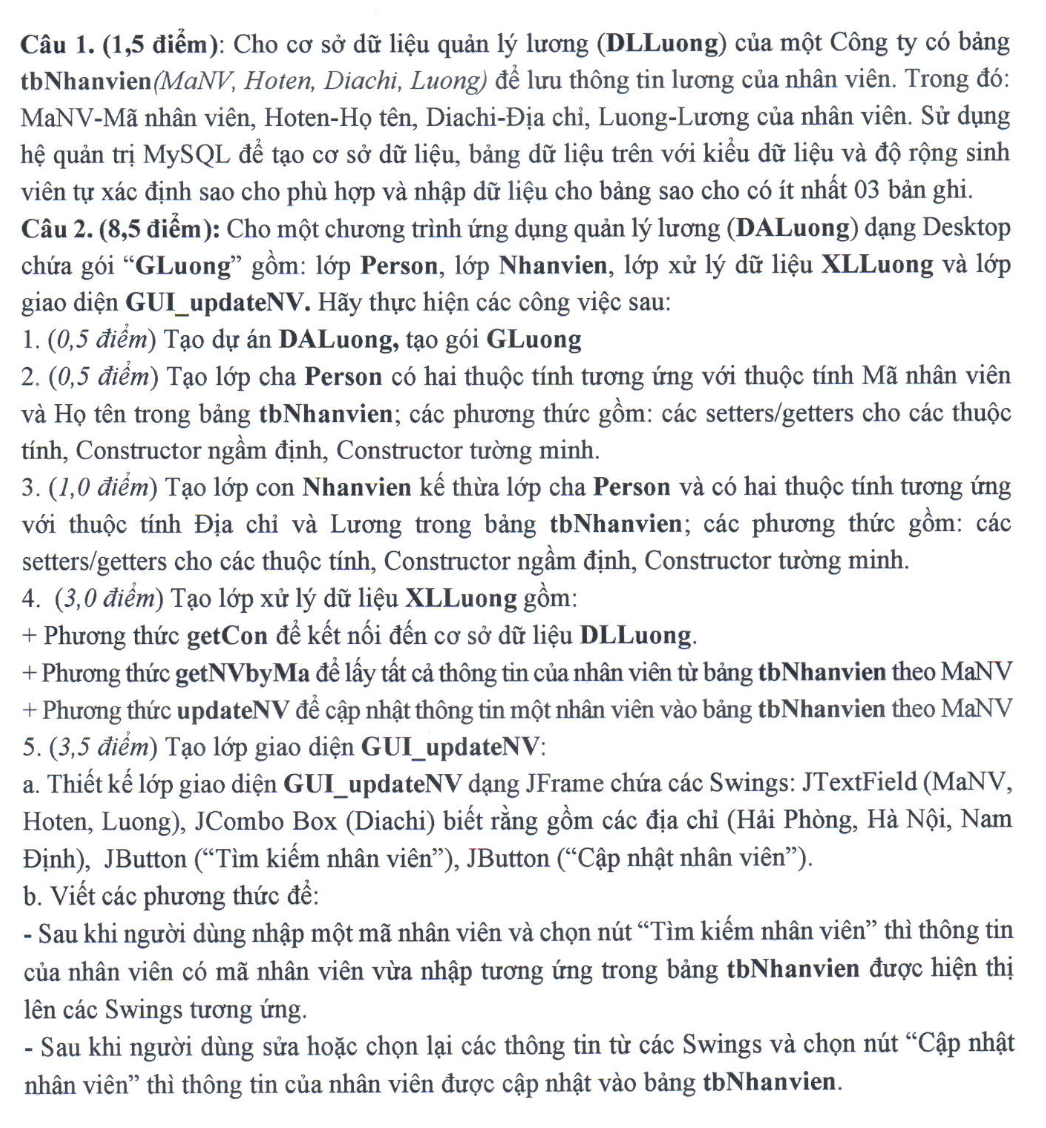 Câu 1. (1,5 điểm): Cho cơ sở dữ liệu quản lý lương (DLLuong) của một Công ty có bảng
tbNhanvien(MaNV, Hoten, Diachi, Luong) để lưu thông tin lương của nhân viên. Trong đó:
MaNV-Mã nhân viên, Hoten-Họ tên, Diachi-Địa chỉ, Luong-Lương của nhân viên. Sử dụng
hệ quản trị MySQL để tạo cơ sở dữ liệu, bảng dữ liệu trên với kiểu dữ liệu và độ rộng sinh
viên tự xác định sao cho phù hợp và nhập dữ liệu cho bảng sao cho có ít nhất 03 bản ghi.
Câu 2. (8,5 điểm): Cho một chương trình ứng dụng quản lý lương (DALuong) dạng Desktop
chứa gói “GLuong” gồm: lớp Person, lớp Nhanvien, lớp xử lý dữ liệu XLLuong và lớp
giao diện GUI_updateNV. Hãy thực hiện các công việc sau:
1. (0,5 điểm) Tạo dự án DALuong, tạo gói GLuong
2. (0,5 điểm) Tạo lớp cha Person có hai thuộc tính tương ứng với thuộc tính Mã nhân viên
và Họ tên trong bảng tbNhanvien; các phương thức gồm: các setters/getters cho các thuộc
tính, Constructor ngầm định, Constructor tường minh.
3. (1,0 điểm) Tạo lớp con Nhanvien kế thừa lớp cha Person và có hai thuộc tính tương ứng
với thuộc tính Địa chỉ và Lương trong bảng tbNhanvien; các phương thức gồm: các
setters/getters cho các thuộc tính, Constructor ngầm định, Constructor tường minh.
4. (3,0 điểm) Tạo lớp xử lý dữ liệu XLLuong gồm:
+ Phương thức getCon để kết nối đến cơ sở dữ liệu DLLuong.
+ Phương thức getNVbyMa để lấy tất cả thông tin của nhân viên từ bảng tbNhanvien theo MaNV
+ Phương thức updateNV để cập nhật thông tin một nhân viên vào bảng tbNhanvien theo MaNV
5. (3,5 điểm) Tạo lớp giao diện GUI_updateNV:
a. Thiết kế lớp giao diện GUI_updateNV dạng JFrame chứa các Swings: JTextField (MaNV,
Hoten, Luong), JCombo Box (Diachi) biết rằng gồm các địa chỉ (Hải Phòng, Hà Nội, Nam
Định), JButton (“Tìm kiếm nhân viên”), JButton (“Cập nhật nhân viên”).
b. Viết các phương thức để:
- Sau khi người dùng nhập một mã nhân viên và chọn nút “Tìm kiếm nhân viên” thì thông tin
của nhân viên có mã nhân viên vừa nhập tương ứng trong bảng tbNhanvien được hiện thị
lên các Swings tương ứng.
- Sau khi người dùng sửa hoặc chọn lại các thông tin từ các Swings và chọn nút “Cập nhật
nhân viên” thì thông tin của nhân viên được cập nhật vào bảng tbNhanvien.